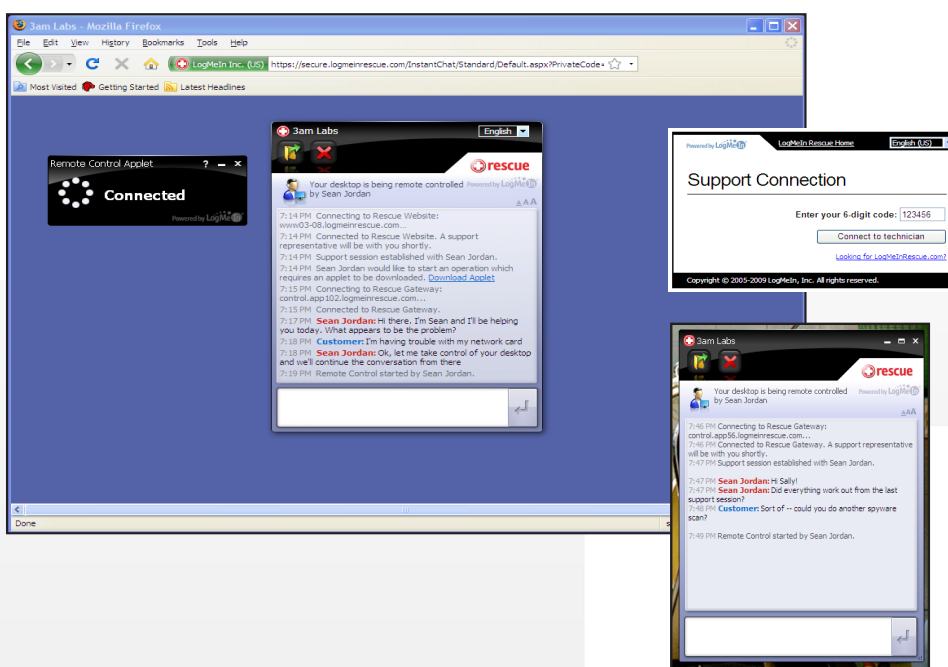 3am Labs - Mozilla Firefox
File Edit View History Bookmarks Tools Help
LogMeIn Inc. (US) https://secure.logmeinrescue.com/InstantChat/Standard/Default.aspx?PrivateCode=
Most Visited Getting Started Latest Headlines
Remote Control Applet ? – ×
Connected
Powered by LogMeIn
3am Labs English
rescue
Your desktop is being remote controlled Powered by LogMeIn
by Sean Jordan
AAA
7:14 PM Connecting to Rescue Website:
www03-08.logmeinrescue.com...
7:14 PM Connected to Rescue Website. A support
representative will be with you shortly.
7:14 PM Support session established with Sean Jordan.
7:14 PM Sean Jordan would like to start an operation which
requires an applet to be downloaded. Download Applet
7:15 PM Connecting to Rescue Gateway:
control.app102.logmeinrescue.com...
7:15 PM Connected to Rescue Gateway.
7:17 PM Sean Jordan: Hi there. I'm Sean and I'll be helping
you today. What appears to be the problem?
7:18 PM Customer: I'm having trouble with my network card
7:18 PM Sean Jordan: Ok, let me take control of your desktop
and we'll continue the conversation from there
7:19 PM Remote Control started by Sean Jordan.
Done
Powered by LogMeIn LogMeIn Rescue Home English (US)
Support Connection
Enter your 6-digit code: 123456
Connect to technician
Looking for LogMeInRescue.com?
Copyright © 2005-2009 LogMeIn, Inc. All rights reserved.
3am Labs
rescue
Your desktop is being remote controlled Powered by LogMeIn
by Sean Jordan
AAA
7:46 PM Connecting to Rescue Gateway:
control.app56.logmeinrescue.com...
7:46 PM Connected to Rescue Gateway. A support representative
will be with you shortly.
7:47 PM Support session established with Sean Jordan.
7:47 PM Sean Jordan: Hi Sally!
7:47 PM Sean Jordan: Did everything work out from the last
support session?
7:48 PM Customer: Sort of -- could you do another spyware
scan?
7:49 PM Remote Control started by Sean Jordan.